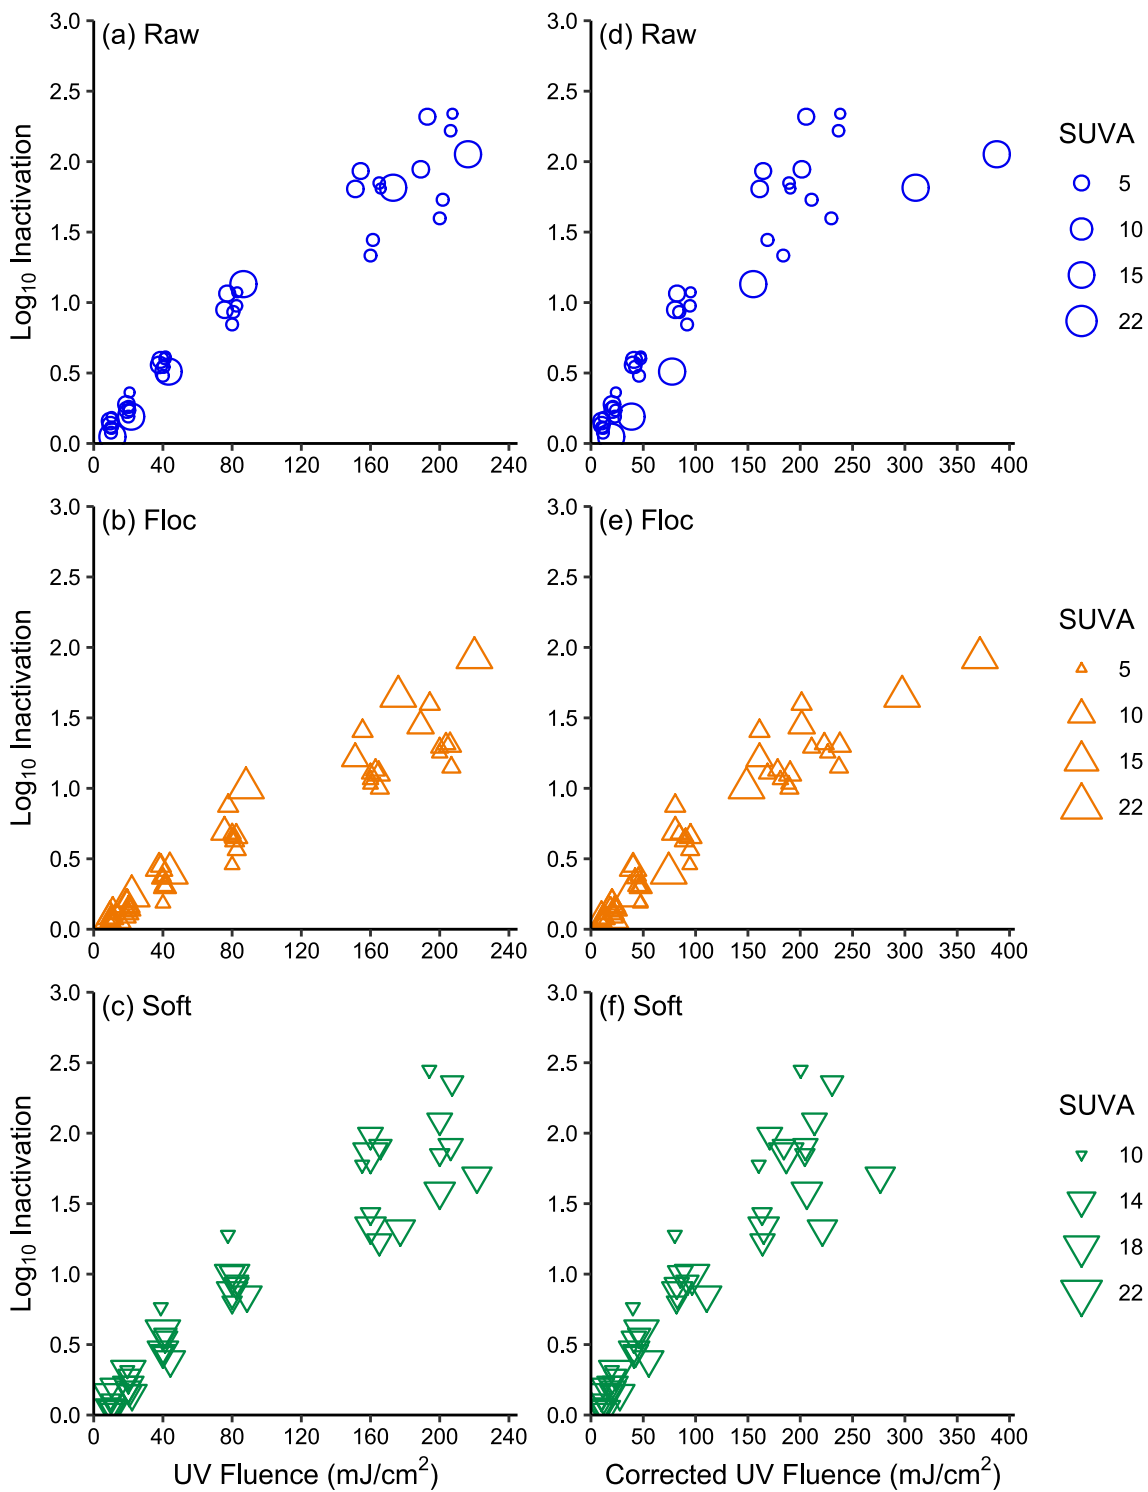 (a) Raw
3.0
2.5
2.0
1.5
1.0
0.5
0.0
Log10 Inactivation
0 40 80 120 160 200 240
(d) Raw
3.0
2.5
2.0
1.5
1.0
0.5
0.0
0 50 100 150 200 250 300 350 400
SUVA
5
10
15
22
(b) Floc
3.0
2.5
2.0
1.5
1.0
0.5
0.0
Log10 Inactivation
0 40 80 120 160 200 240
(e) Floc
3.0
2.5
2.0
1.5
1.0
0.5
0.0
0 50 100 150 200 250 300 350 400
SUVA
5
10
15
22
(c) Soft
3.0
2.5
2.0
1.5
1.0
0.5
0.0
Log10 Inactivation
0 40 80 120 160 200 240
UV Fluence (mJ/cm²)
(f) Soft
3.0
2.5
2.0
1.5
1.0
0.5
0.0
0 50 100 150 200 250 300 350 400
Corrected UV Fluence (mJ/cm²)
SUVA
10
14
18
22